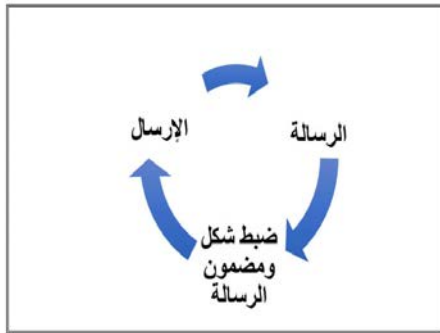 الرسالة
ضبط شكل
ومضمون
الرسالة
الإرسال